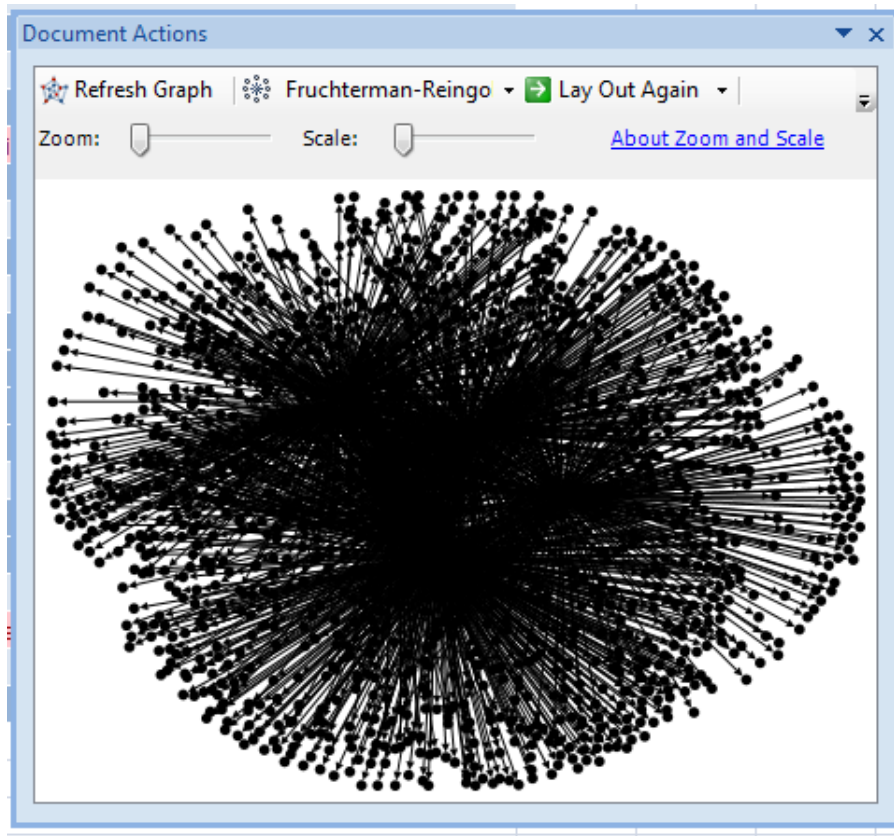 Document Actions
Refresh Graph Fruchterman-Reingo Lay Out Again
Zoom: Scale: About Zoom and Scale